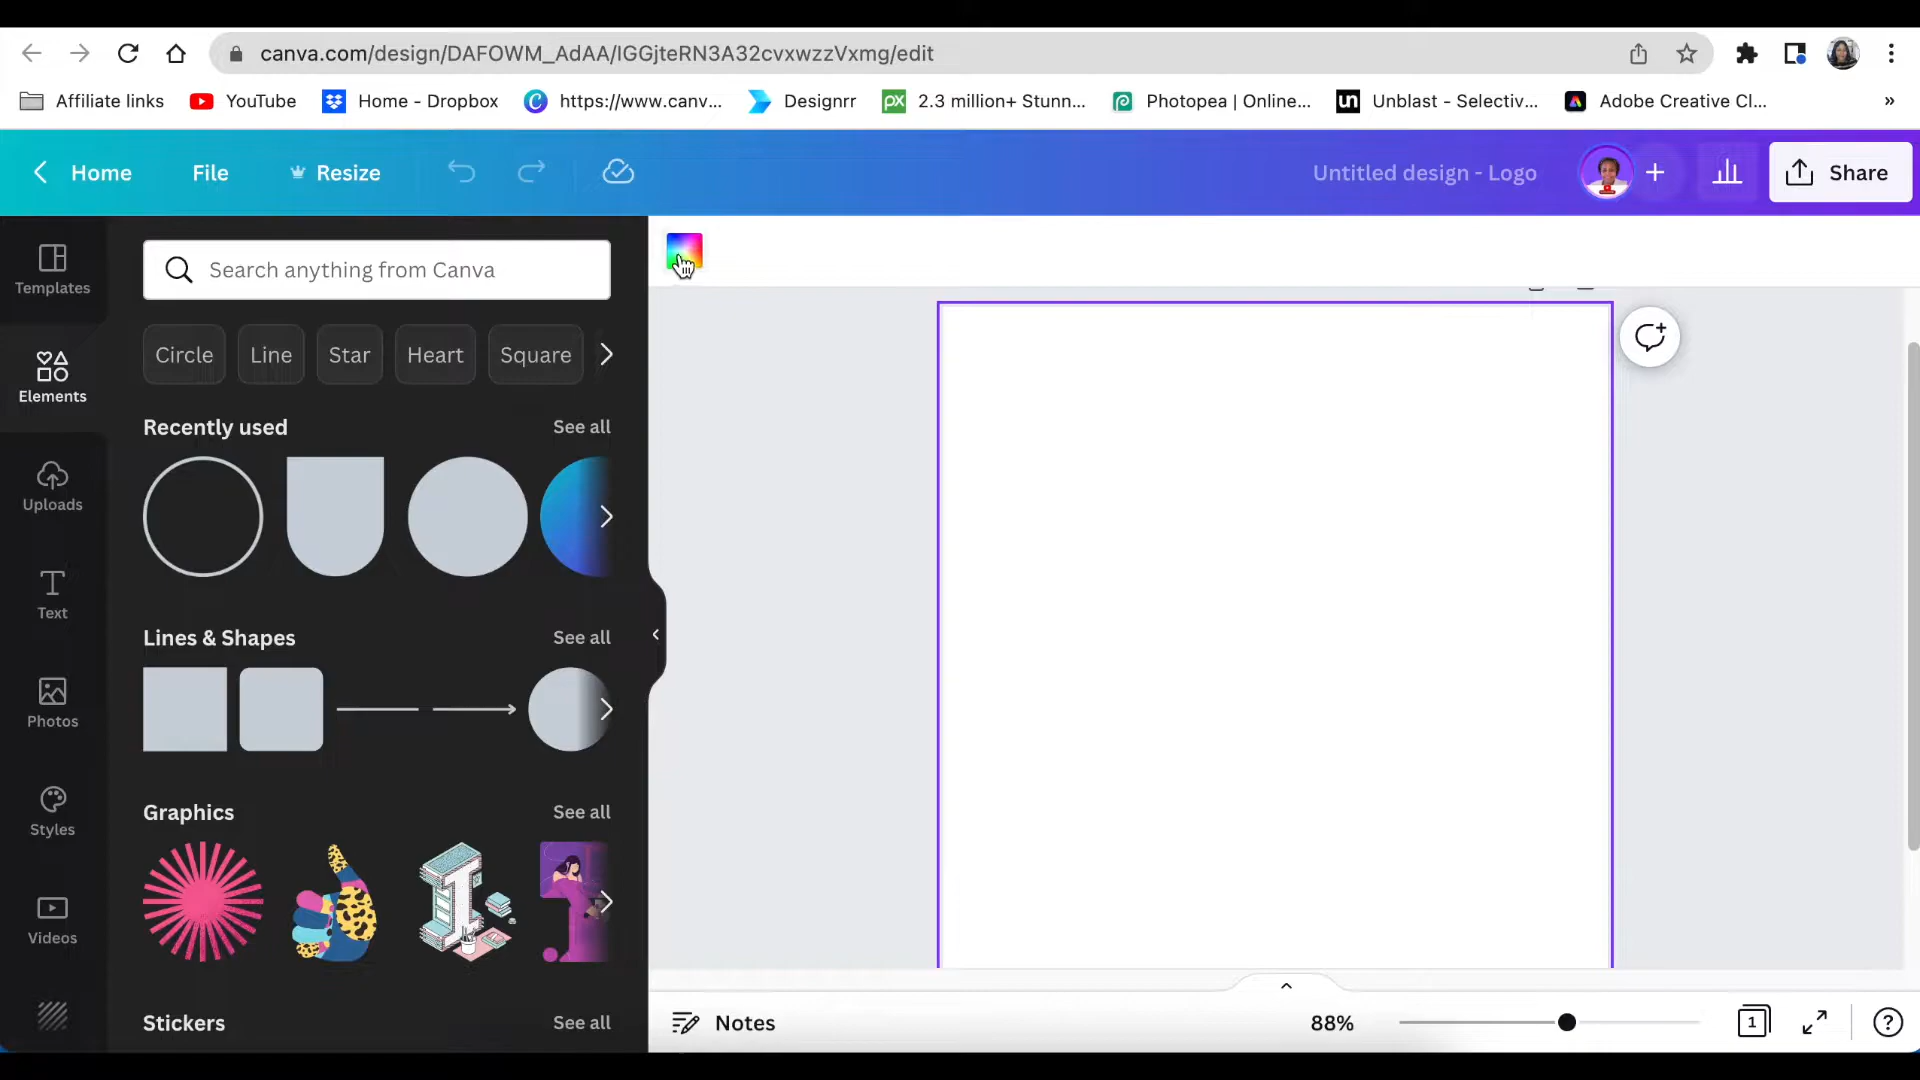 canva.com/design/DAFOWM_AdAA/IGGjteRN3A32cvxwzzVxmg/edit
Affiliate links YouTube Home - Dropbox https://www.canv... Designrr 2.3 million+ Stunn... Photopea | Online... Unblast - Selectiv... Adobe Creative Cl... »
Home File Resize Untitled design - Logo Share
Search anything from Canva
Templates
Circle Line Star Heart Square
Elements
Recently used See all
Uploads
Text
Lines & Shapes See all
Photos
Graphics See all
Styles
Videos
Stickers See all
Notes 88% 1 ?